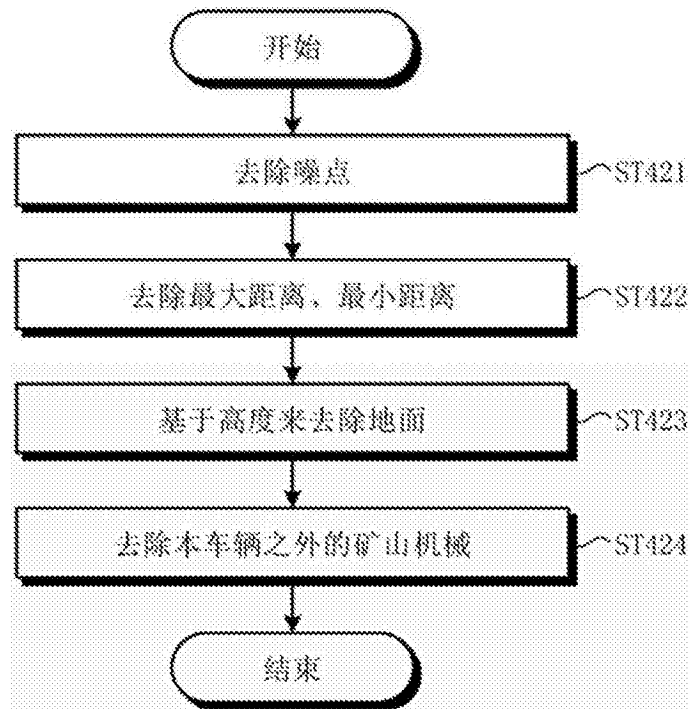 开始
去除噪点
ST421
去除最大距离、最小距离
ST422
基于高度来去除地面
ST423
去除本车辆之外的矿山机械
ST424
结束